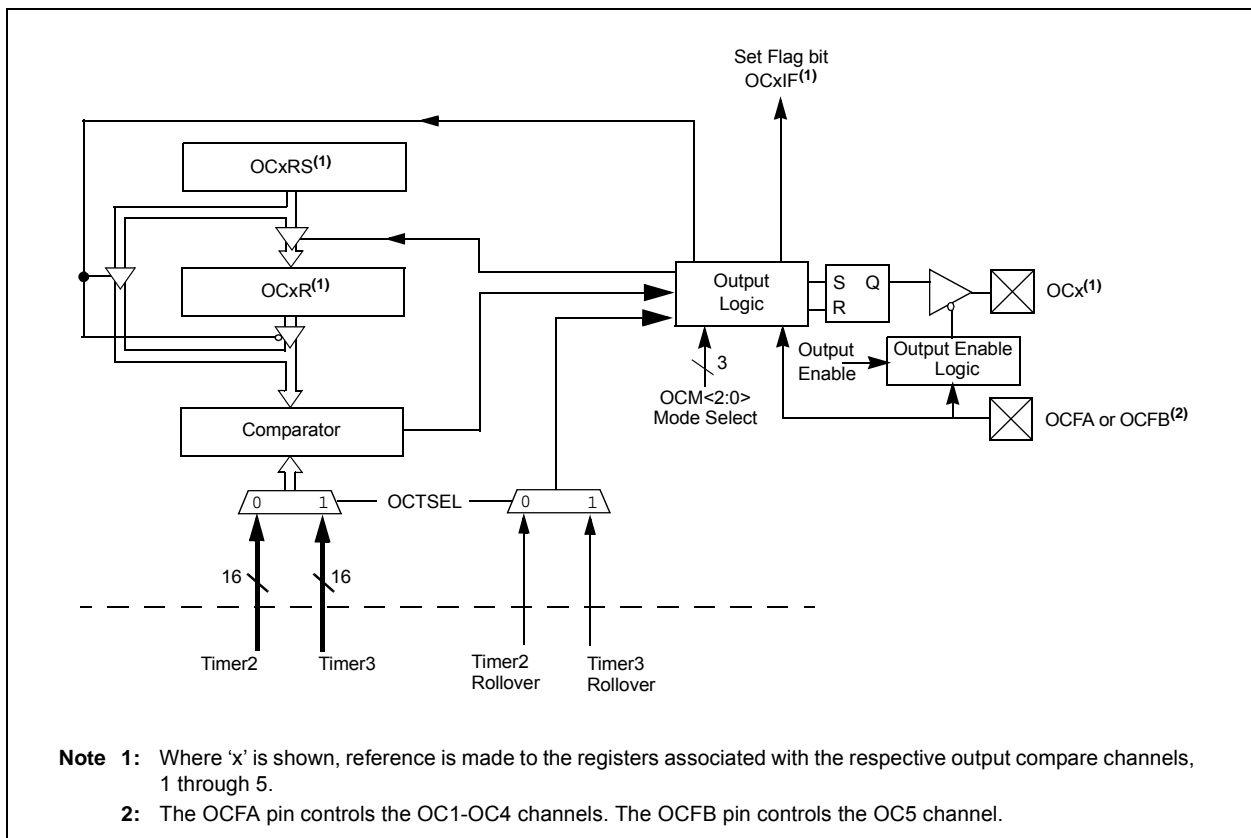 Set Flag bit
OCxIF(1)
OCxRS(1)
OCxR(1)
Output
Logic
S Q
R
OCx(1)
Output
Enable
Output Enable
Logic
3
OCM<2:0>
Mode Select
OCFA or OCFB(2)
Comparator
0 1
OCTSEL
0 1
16
16
Timer2
Timer3
Timer2
Rollover
Timer3
Rollover
Note 1: Where ‘x’ is shown, reference is made to the registers associated with the respective output compare channels,
1 through 5.
2: The OCFA pin controls the OC1-OC4 channels. The OCFB pin controls the OC5 channel.